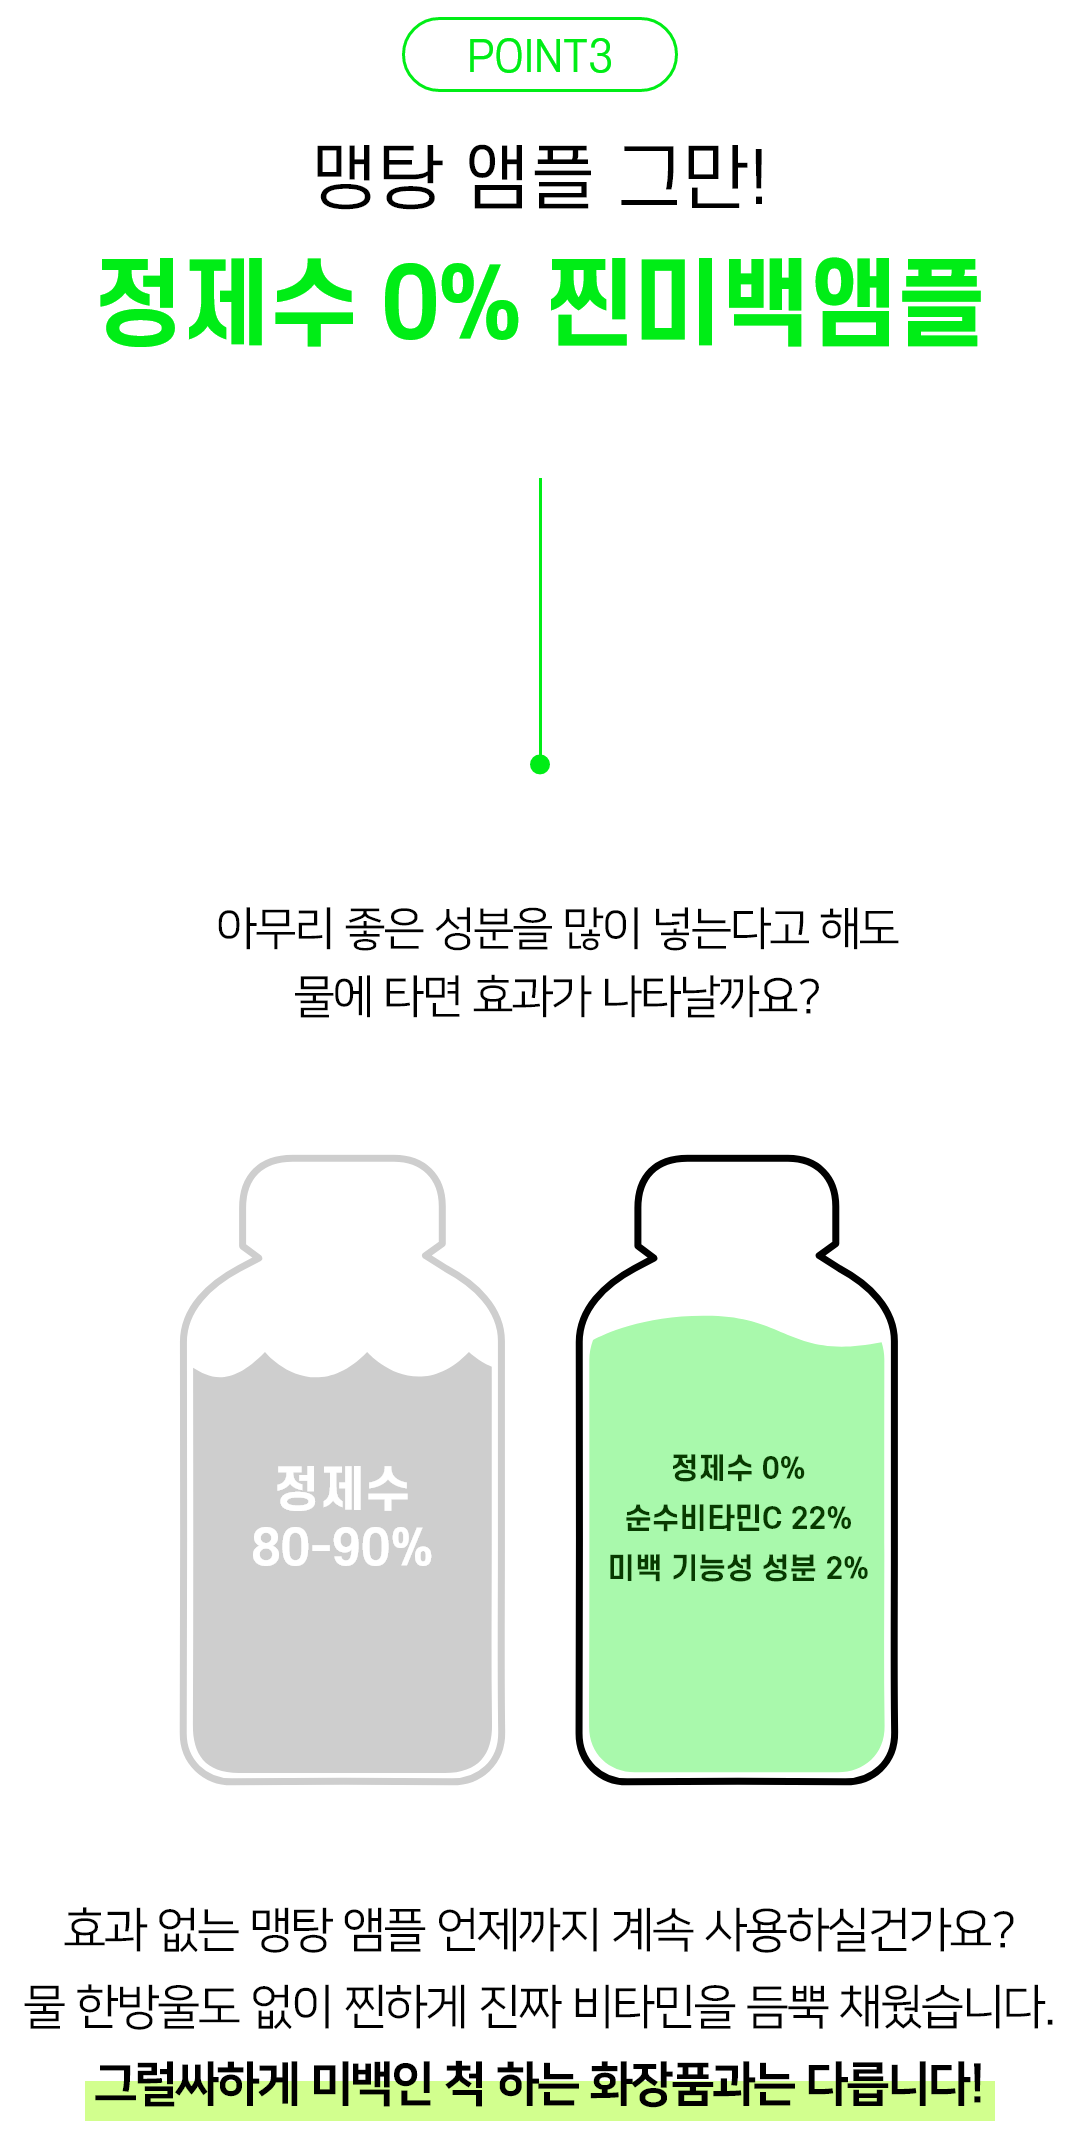 POINT3
맹탕 앰플 그만!
정제수 0% 찐미백앰플
아무리 좋은 성분을 많이 넣는다고 해도
물에 타면 효과가 나타날까요?
정제수
80-90%
정제수 0%
순수비타민C 22%
미백 기능성 성분 2%
효과 없는 맹탕 앰플 언제까지 계속 사용하실건가요?
물 한방울도 없이 찐하게 진짜 비타민을 듬뿍 채웠습니다.
그럴싸하게 미백인 척 하는 화장품과는 다릅니다!